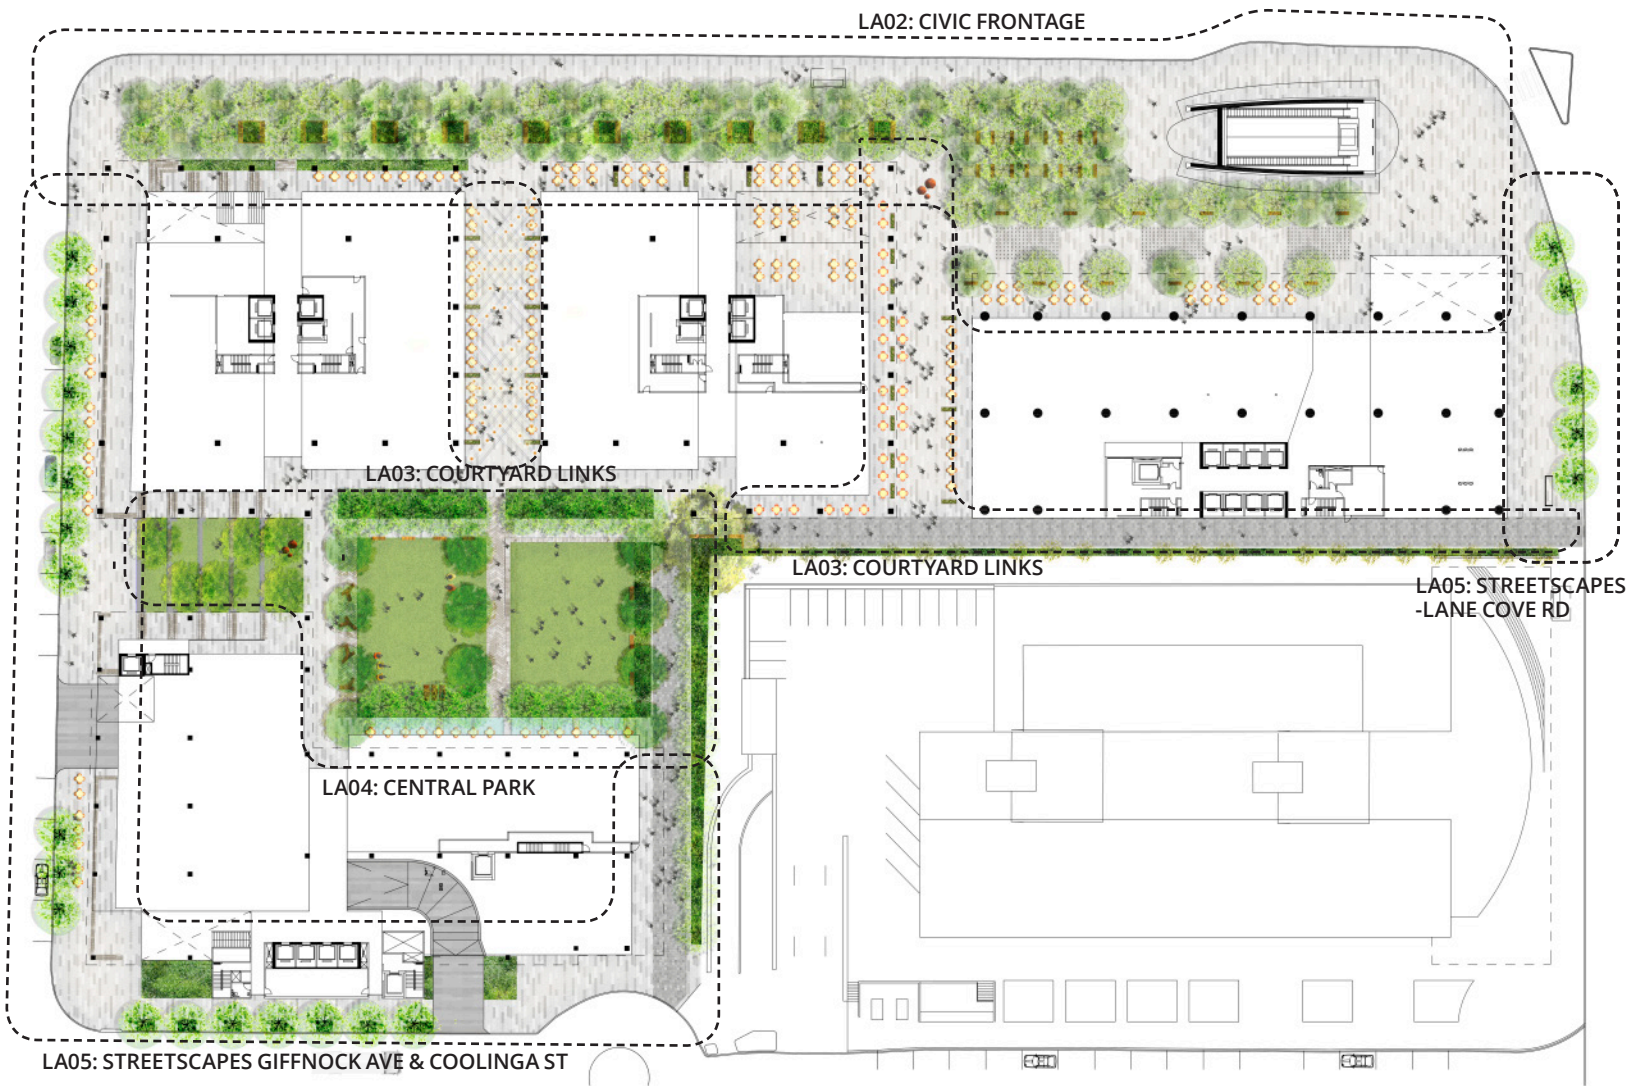 LA02: CIVIC FRONTAGE
LA03: COURTYARD LINKS
LA03: COURTYARD LINKS
LA05: STREETSCAPES
-LANE COVE RD
LA04: CENTRAL PARK
LA05: STREETSCAPES GIFFNOCK AVE & COOLINGA ST